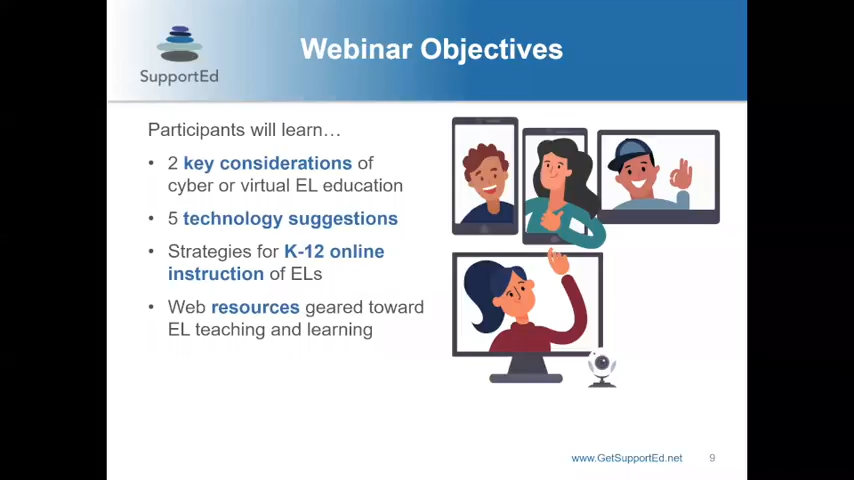 SupportEd
Webinar Objectives
Participants will learn…
• 2 key considerations of
cyber or virtual EL education
• 5 technology suggestions
• Strategies for K-12 online
instruction of ELs
• Web resources geared toward
EL teaching and learning
www.GetSupportEd.net 9